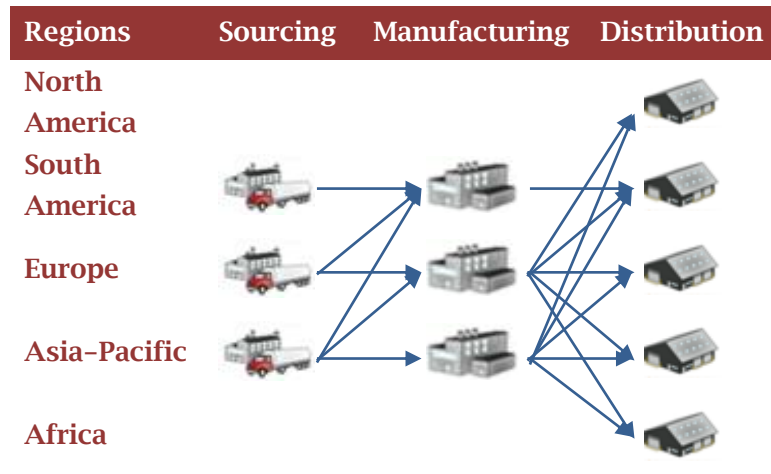 Regions Sourcing Manufacturing Distribution
North
America
South
America
Europe
Asia-Pacific
Africa